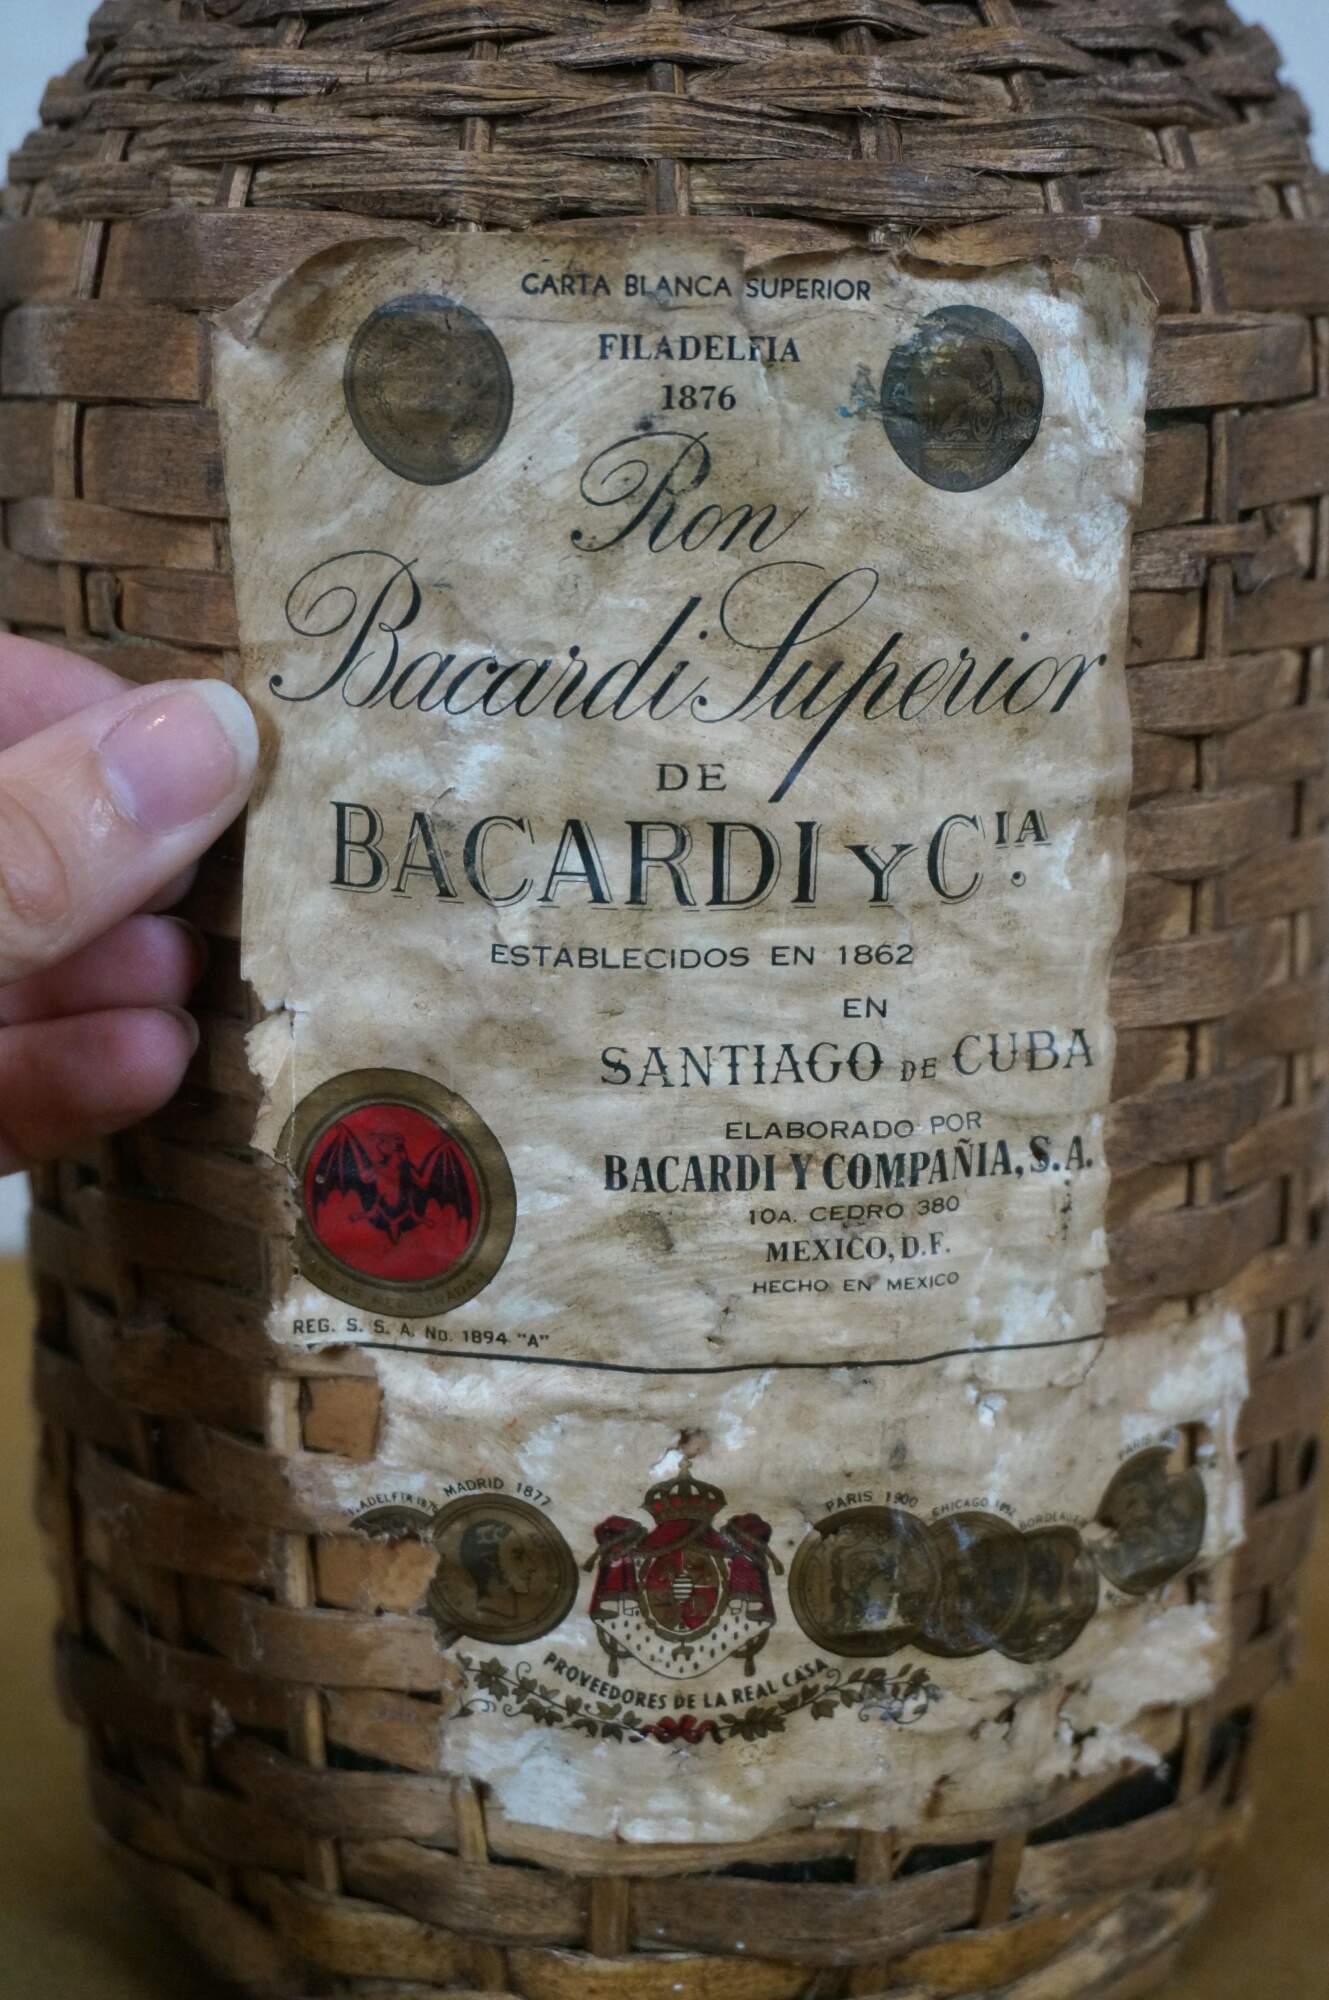 CARTA BLANCA SUPERIOR
FILADELFIA
1876
Ron
Bacardi Superior
DE
BACARDI Y CIA.
ESTABLECIDOS EN 1862
EN
SANTIAGO DE CUBA
ELABORADO POR
BACARDI Y COMPAÑIA, S. A.
10A. CEDRO 380
MEXICO, D.F.
HECHO EN MEXICO
REG. S. S. A. No. 1894 "A"
MADRID 1877
PARIS 1900
CHICAGO
BORDEAUX
PARIS
PROVEEDORES DE LA REAL CASA